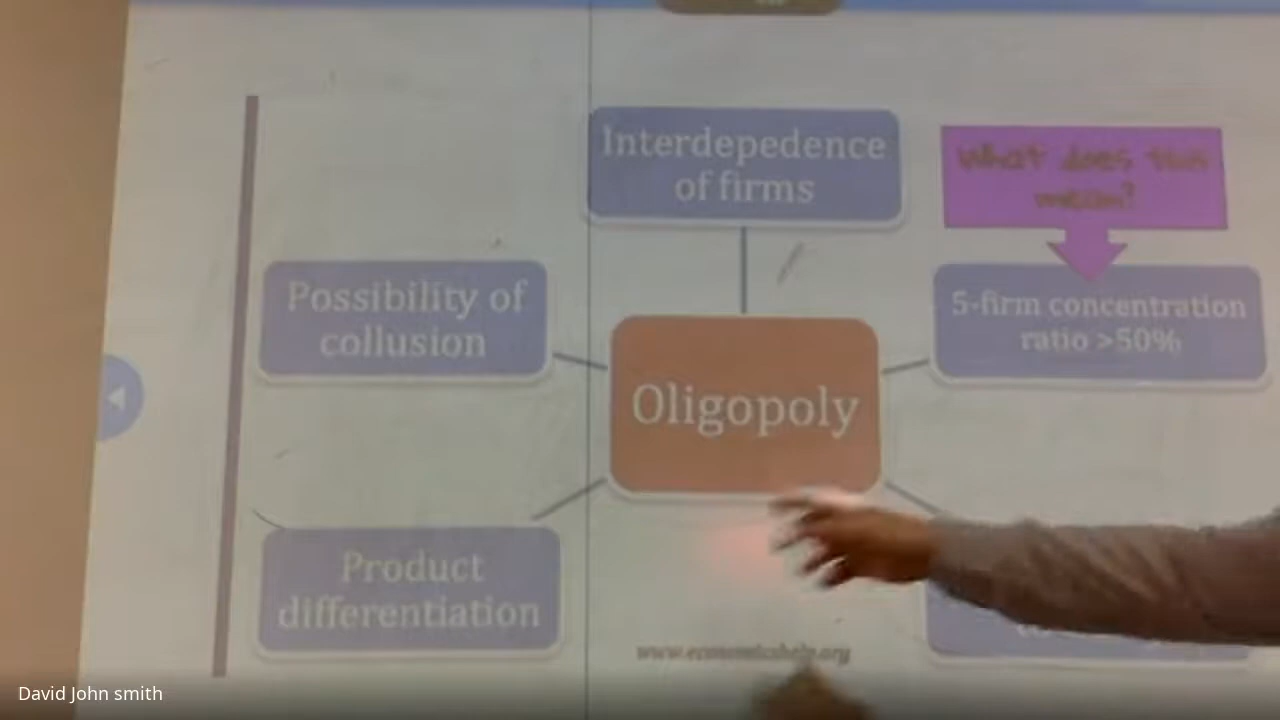 Interdepedence
of firms
What does this
mean?
Possibility of
collusion
5-firm concentration
ratio >50%
Oligopoly
Product
differentiation
www.economicshelp.org
David John smith